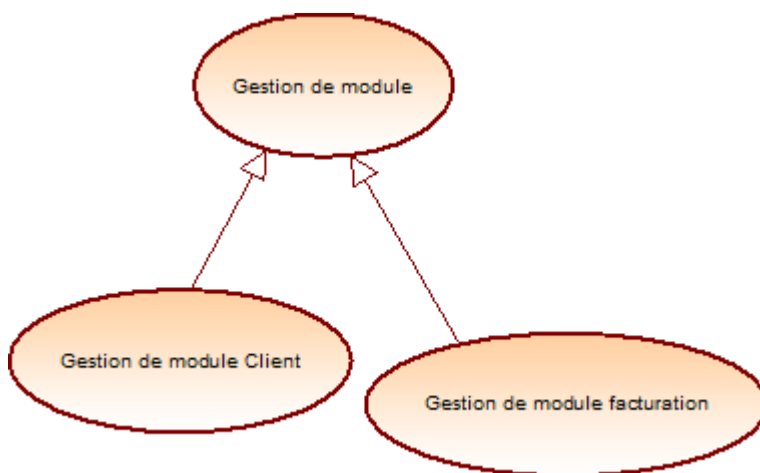 Gestion de module
Gestion de module Client
Gestion de module facturation